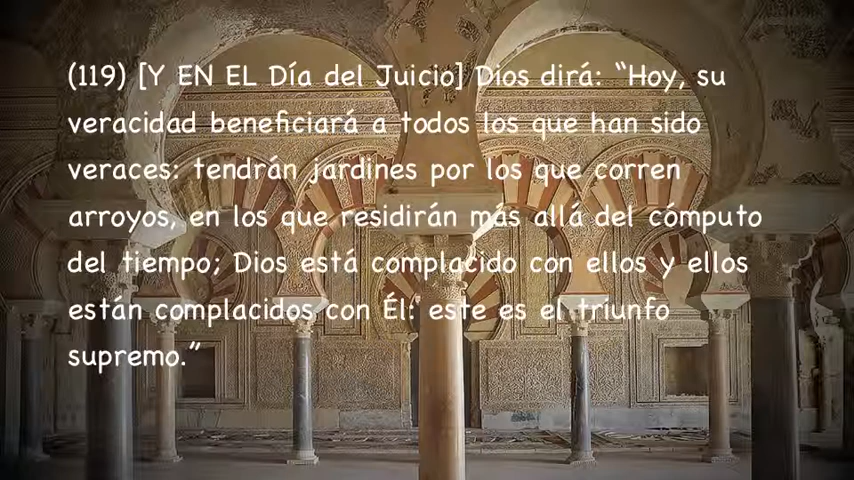 (119) [Y EN EL Día del Juicio] Dios dirá: “Hoy, su
veracidad beneficiará a todos los que han sido
veraces: tendrán jardines por los que corren
arroyos, en los que residirán más allá del cómputo
del tiempo; Dios está complacido con ellos y ellos
están complacidos con Él: este es el triunfo
supremo.”